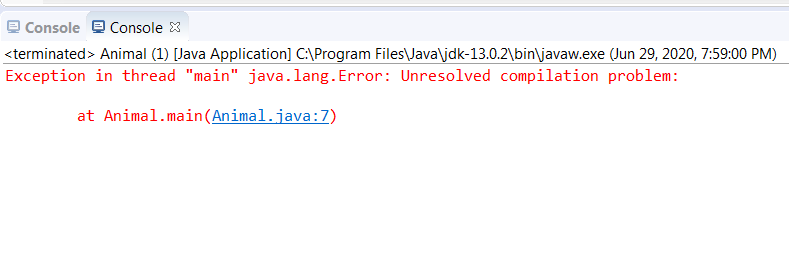 Console Console
<terminated> Animal (1) [Java Application] C:\Program Files\Java\jdk-13.0.2\bin\javaw.exe (Jun 29, 2020, 7:59:00 PM)
Exception in thread "main" java.lang.Error: Unresolved compilation problem:
at Animal.main(Animal.java:7)